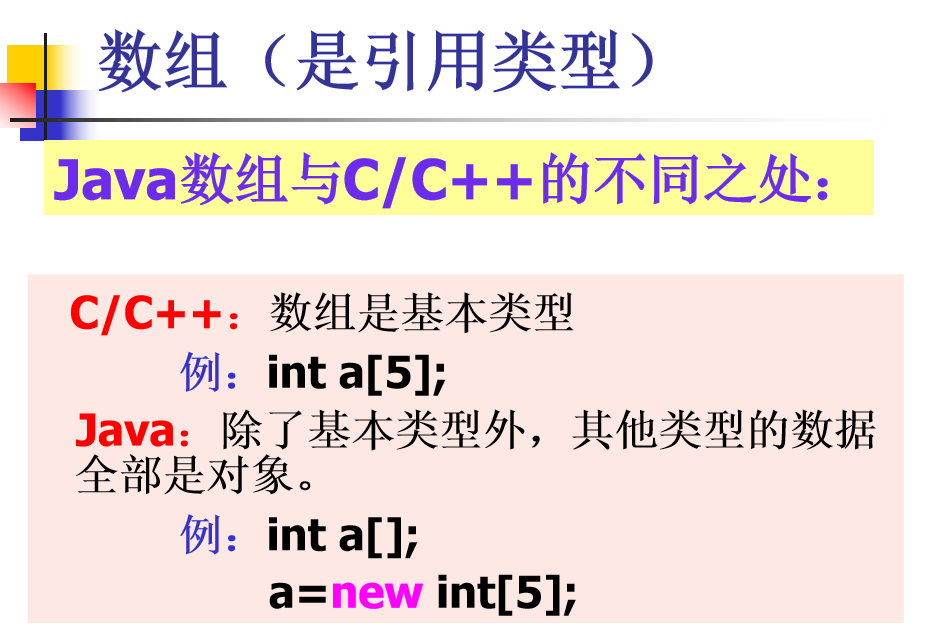 数组（是引用类型）
Java数组与C/C++的不同之处：
C/C++：数组是基本类型
例：int a[5];
Java：除了基本类型外，其他类型的数据
全部是对象。
例：int a[];
a=new int[5];